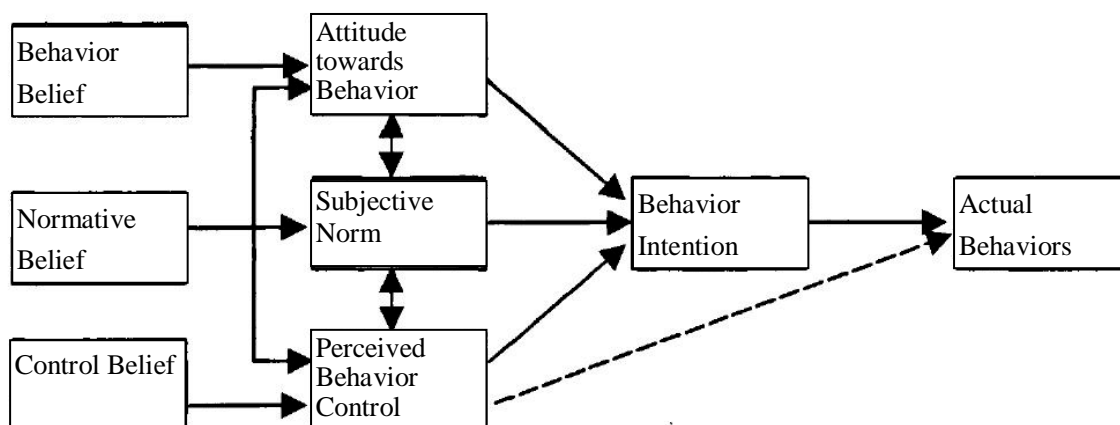 Behavior
Belief
Attitude
towards
Behavior
Normative
Belief
Subjective
Norm
Behavior
Intention
Actual
Behaviors
Control Belief
Perceived
Behavior
Control